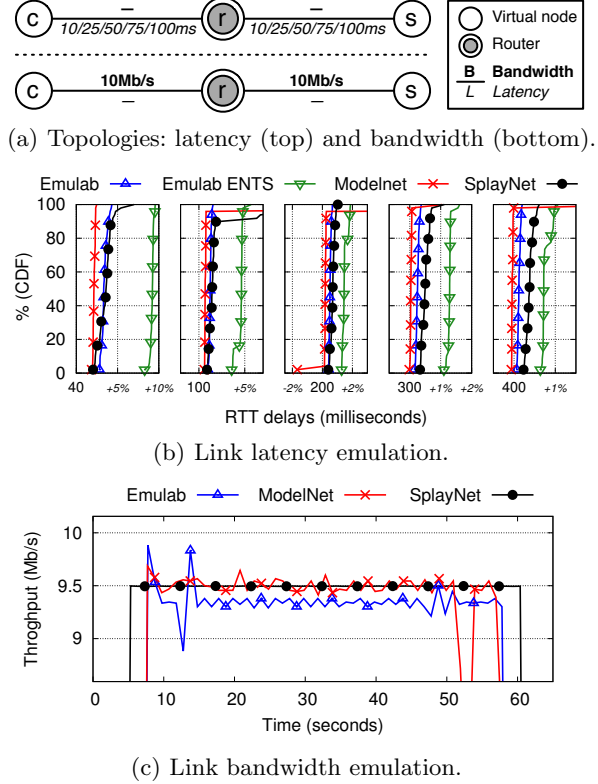 c — r — s Virtual node
10/25/50/75/100ms 10/25/50/75/100ms Router
c 10Mb/s r 10Mb/s s B Bandwidth
— — L Latency
(a) Topologies: latency (top) and bandwidth (bottom).
Emulab Emulab ENTS Modelnet SplayNet
100
80
60
40
20
0
% (CDF)
40 +5% +10% 100 +5% -2% 200 +2% 300 +1% +2% 400 +1%
RTT delays (milliseconds)
(b) Link latency emulation.
Emulab ModelNet SplayNet
10
9.5
9
Throghput (Mb/s)
0 10 20 30 40 50 60
Time (seconds)
(c) Link bandwidth emulation.